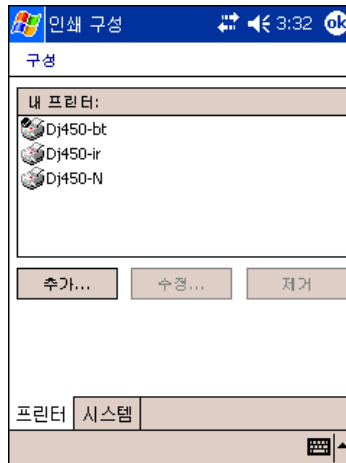 인쇄 구성 3:32 ok
구성
내 프린터:
Dj450-bt
Dj450-ir
Dj450-N
추가... 수정... 제거
프린터 시스템